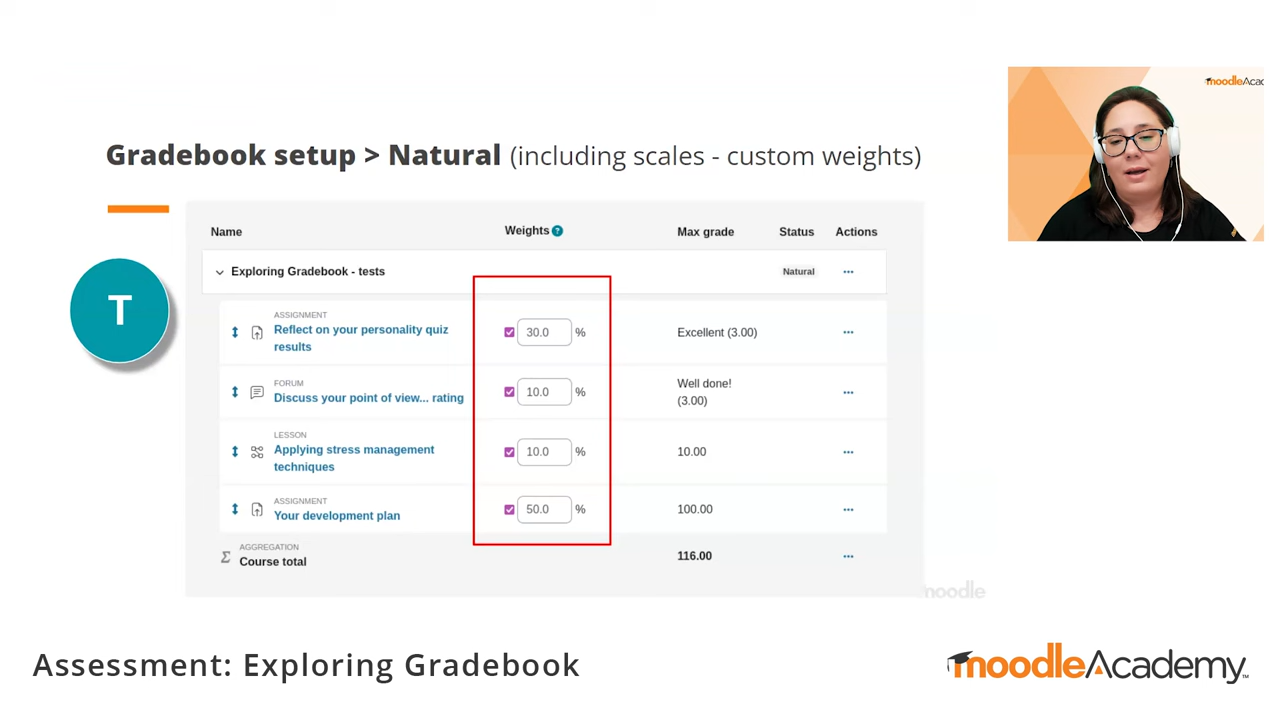 moodleAcad
Gradebook setup > Natural (including scales - custom weights)
Name Weights ? Max grade Status Actions
Exploring Gradebook - tests Natural
T
ASSIGNMENT
Reflect on your personality quiz
results
30.0 %
Excellent (3.00)
FORUM
Discuss your point of view... rating
10.0 %
Well done!
(3.00)
LESSON
Applying stress management
techniques
10.0 %
10.00
ASSIGNMENT
Your development plan
50.0 %
100.00
AGGREGATION
Σ Course total
116.00
moodle
Assessment: Exploring Gradebook
moodleAcademy™